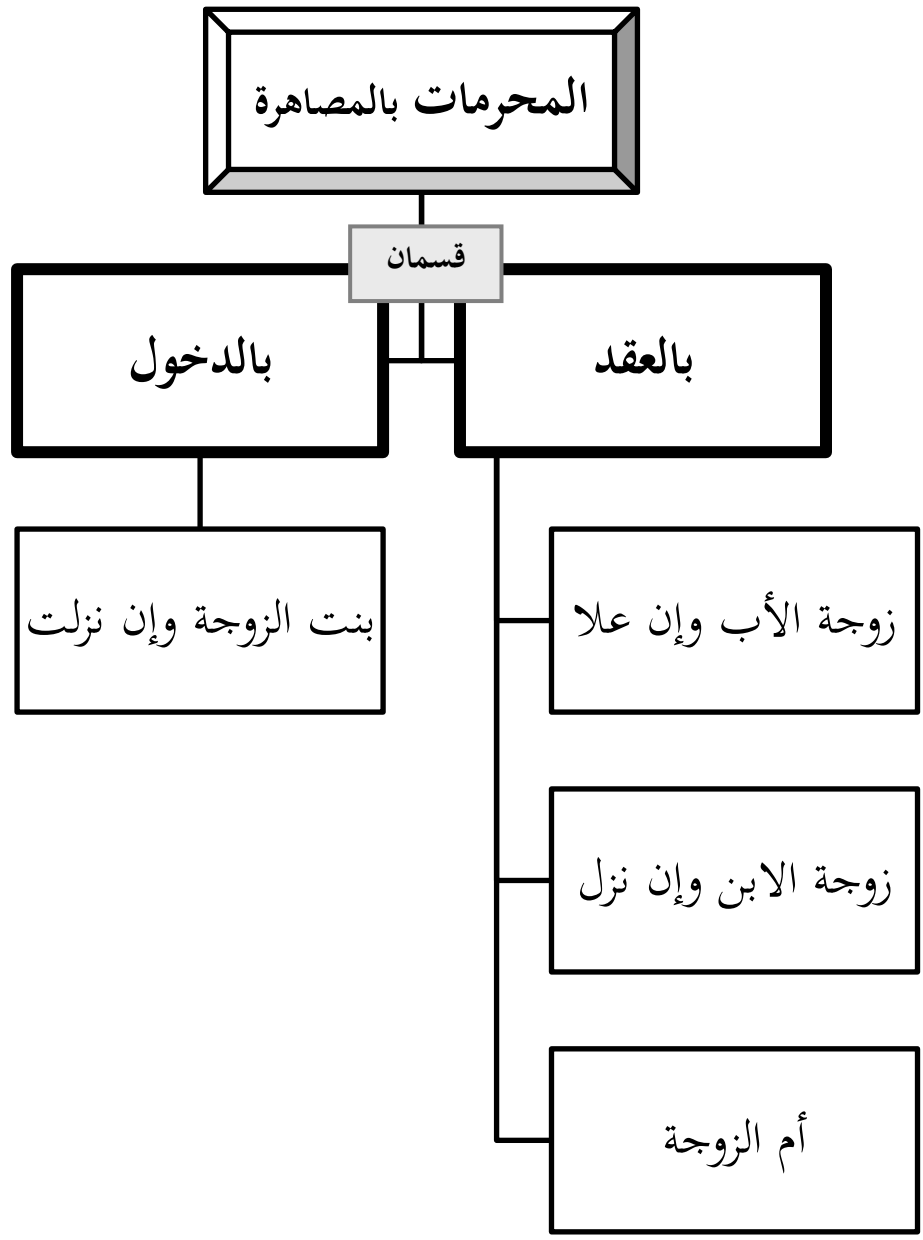 المحرمات بالمصاهرة
قسمان
بالعقد
بالدخول
زوجة الأب وإن علا
بنت الزوجة وإن نزلت
زوجة الابن وإن نزل
أم الزوجة